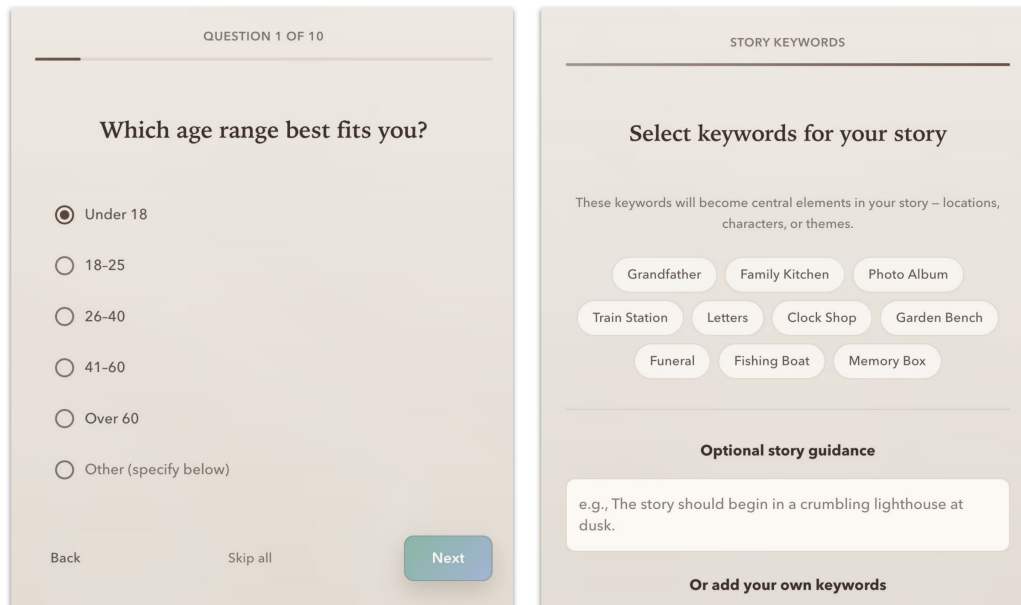 QUESTION 1 OF 10
Which age range best fits you?
Under 18
18–25
26–40
41–60
Over 60
Other (specify below)
Back
Skip all
Next
STORY KEYWORDS
Select keywords for your story
These keywords will become central elements in your story – locations,
characters, or themes.
Grandfather
Family Kitchen
Photo Album
Train Station
Letters
Clock Shop
Garden Bench
Funeral
Fishing Boat
Memory Box
Optional story guidance
e.g., The story should begin in a crumbling lighthouse at
dusk.
Or add your own keywords